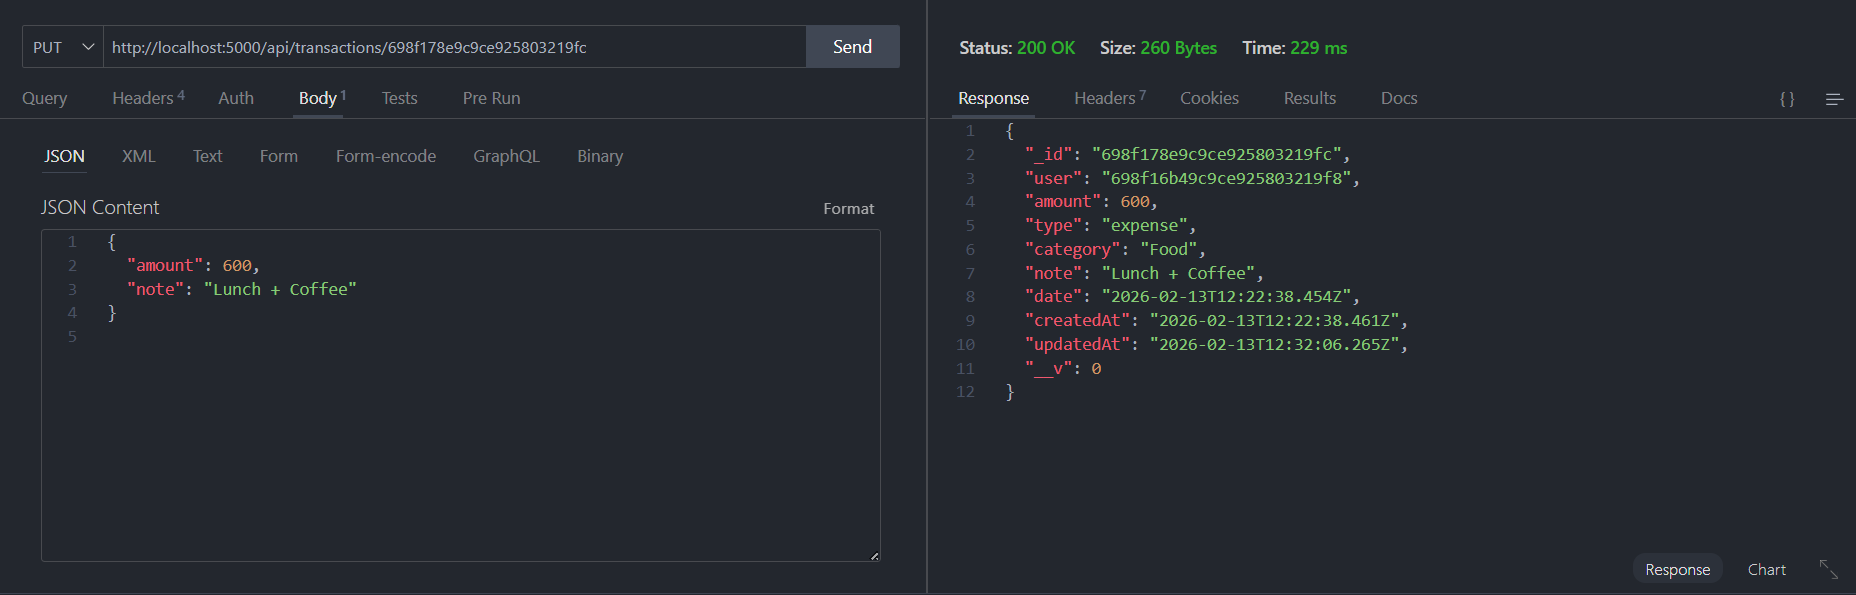 PUT http://localhost:5000/api/transactions/698f178e9c9ce925803219fc Send
Query Headers 4 Auth Body 1 Tests Pre Run
JSON XML Text Form Form-encode GraphQL Binary
JSON Content Format
1 {
2 "amount": 600,
3 "note": "Lunch + Coffee"
4 }
5
Status: 200 OK Size: 260 Bytes Time: 229 ms
Response Headers 7 Cookies Results Docs {}
1 {
2 "_id": "698f178e9c9ce925803219fc",
3 "user": "698f16b49c9ce925803219f8",
4 "amount": 600,
5 "type": "expense",
6 "category": "Food",
7 "note": "Lunch + Coffee",
8 "date": "2026-02-13T12:22:38.454Z",
9 "createdAt": "2026-02-13T12:22:38.461Z",
10 "updatedAt": "2026-02-13T12:32:06.265Z",
11 "__v": 0
12 }
Response Chart